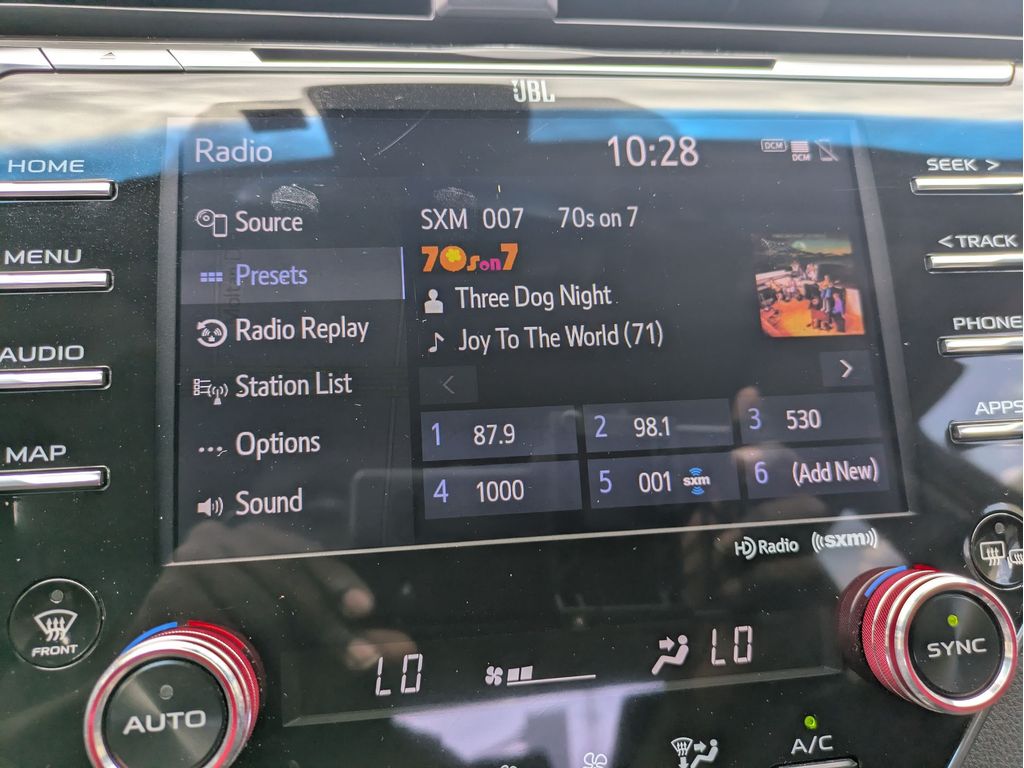 JBL
HOME
MENU
AUDIO
MAP
Radio
10:28
DCM
DCM
SEEK >
< TRACK
PHONE
APPS
Source
Presets
Radio Replay
Station List
Options
Sound
SXM 007 70s on 7
70s on 7
Three Dog Night
Joy To The World (71)
< >
1 87.9
2 98.1
3 530
4 1000
5 001 sxm
6 (Add New)
HD Radio ((sxm))
FRONT
AUTO
LO
LO
SYNC
A/C